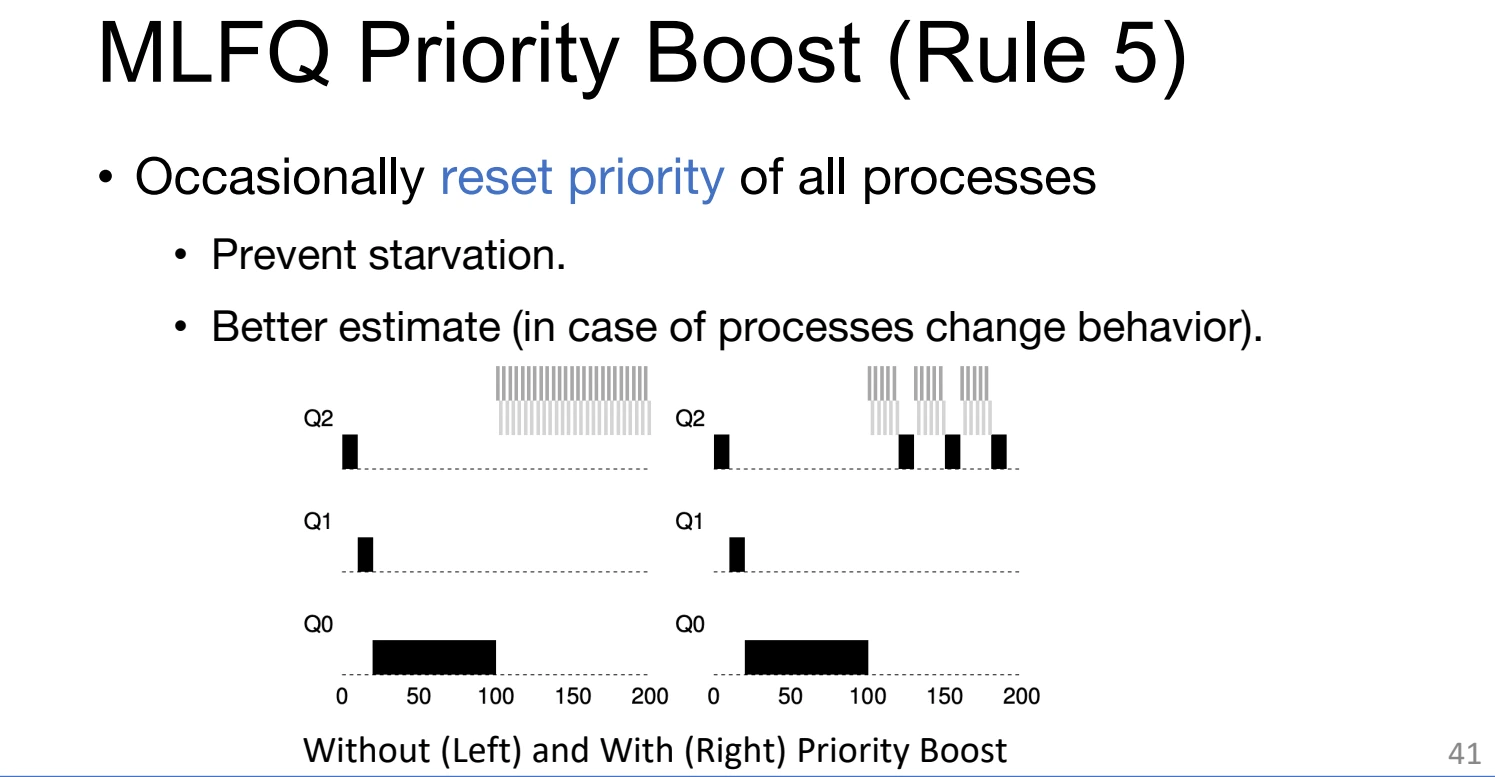 MLFQ Priority Boost (Rule 5)
• Occasionally reset priority of all processes
• Prevent starvation.
• Better estimate (in case of processes change behavior).
Q2
Q1
Q0
0 50 100 150 200
Q2
Q1
Q0
0 50 100 150 200
Without (Left) and With (Right) Priority Boost
41